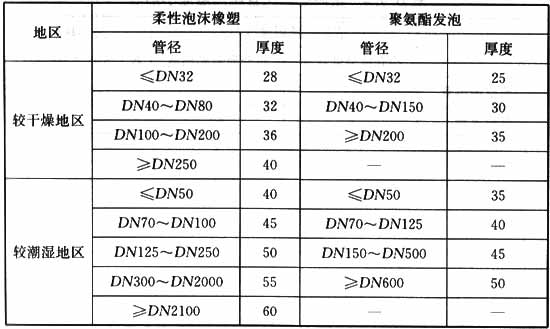 地区 柔性泡沫橡塑 聚氨酯发泡
管径 厚度 管径 厚度
较干燥地区 ≤DN32 28 ≤DN32 25
DN40～DN80 32 DN40～DN150 30
DN100～DN200 36 ≥DN200 35
≥DN250 40 — —
较潮湿地区 ≤DN50 40 ≤DN50 35
DN70～DN100 45 DN70～DN125 40
DN125～DN250 50 DN150～DN500 45
DN300～DN2000 55 ≥DN600 50
≥DN2100 60 — —